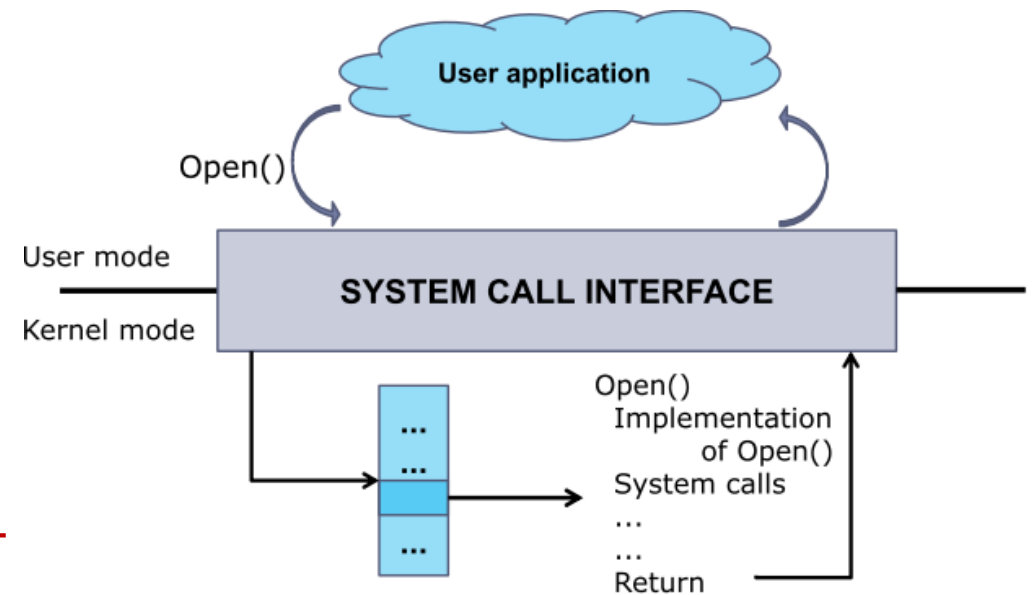 User application
Open()
User mode
SYSTEM CALL INTERFACE
Kernel mode
...
...
...
Open()
Implementation
of Open()
System calls
...
...
Return